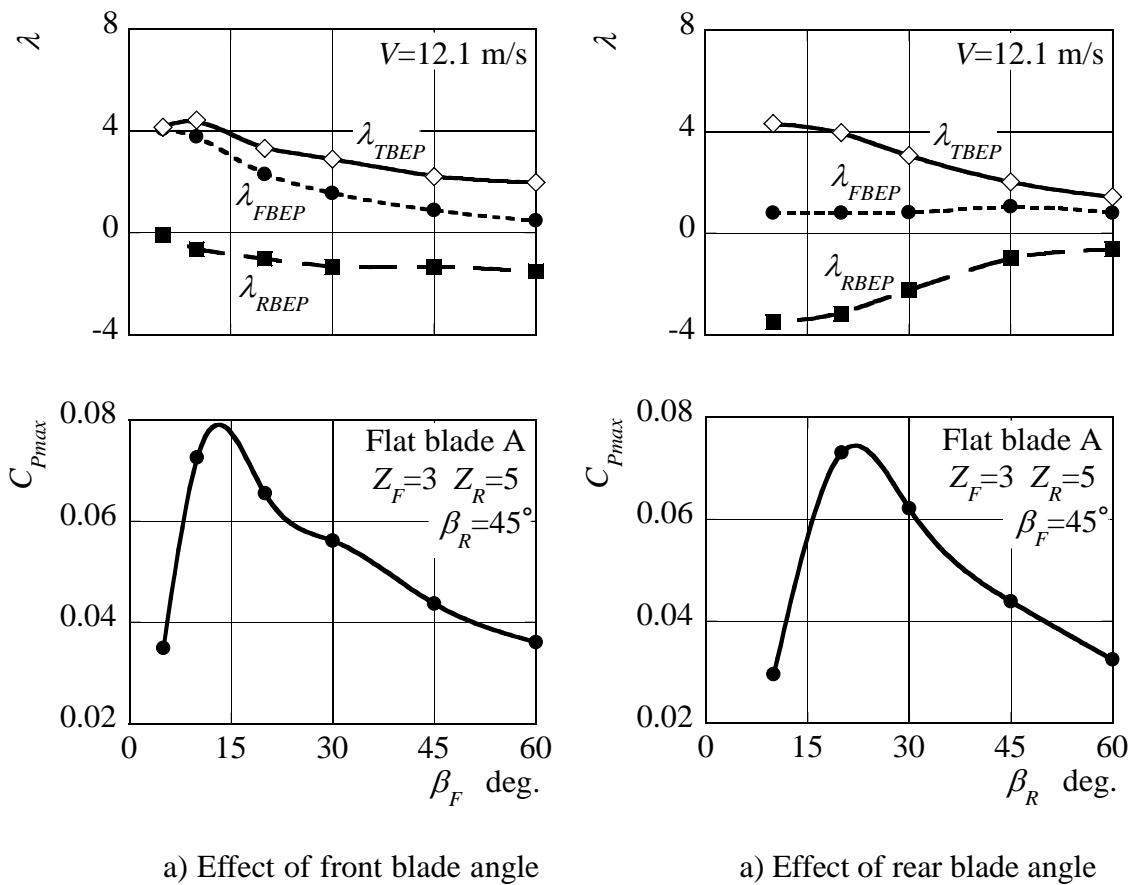 λ
8
4
0
-4
V=12.1 m/s
λTBEP
λFBEP
λRBEP
CPmax
0.08
0.06
0.04
0.02
Flat blade A
ZF=3 ZR=5
βR=45°
0 15 30 45 60
βF deg.
a) Effect of front blade angle
λ
8
4
0
-4
V=12.1 m/s
λTBEP
λFBEP
λRBEP
CPmax
0.08
0.06
0.04
0.02
Flat blade A
ZF=3 ZR=5
βF=45°
0 15 30 45 60
βR deg.
a) Effect of rear blade angle